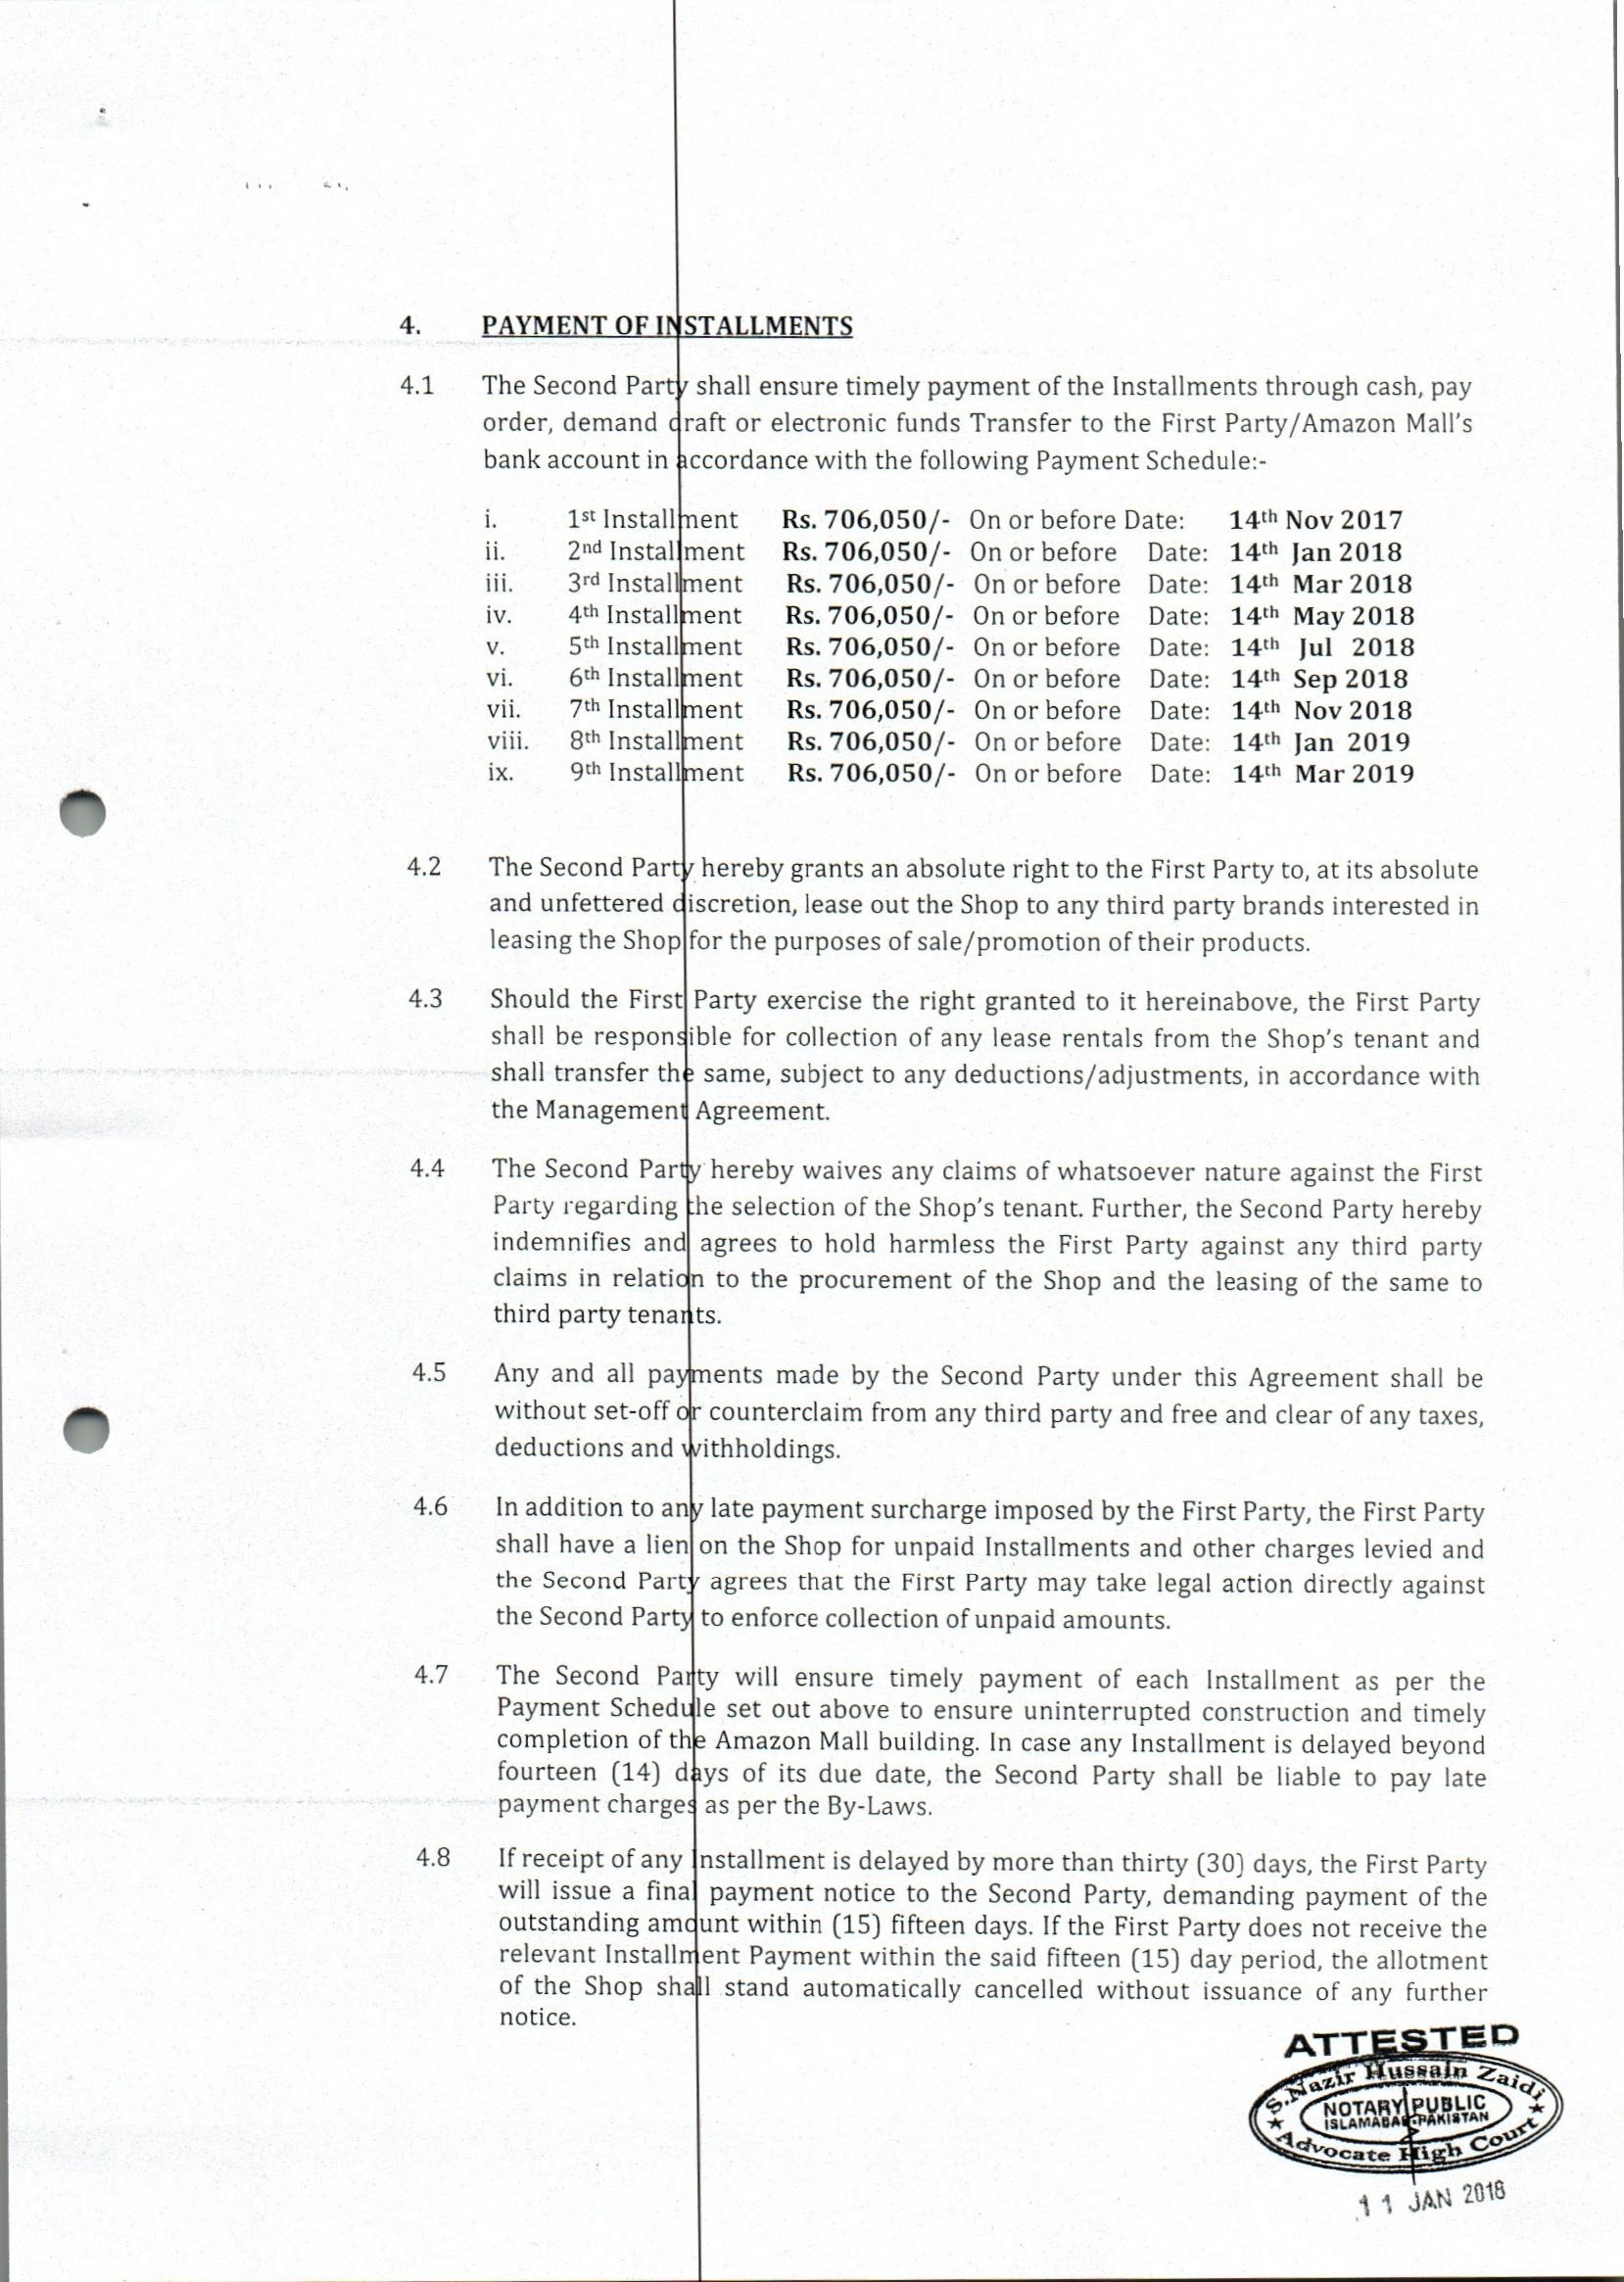 4. PAYMENT OF INSTALLMENTS
4.1 The Second Party shall ensure timely payment of the Installments through cash, pay
order, demand draft or electronic funds Transfer to the First Party/Amazon Mall's
bank account in accordance with the following Payment Schedule:-
i. 1st Installment Rs. 706,050/- On or before Date: 14th Nov 2017
ii. 2nd Installment Rs. 706,050/- On or before Date: 14th Jan 2018
iii. 3rd Installment Rs. 706,050/- On or before Date: 14th Mar 2018
iv. 4th Installment Rs. 706,050/- On or before Date: 14th May 2018
v. 5th Installment Rs. 706,050/- On or before Date: 14th Jul 2018
vi. 6th Installment Rs. 706,050/- On or before Date: 14th Sep 2018
vii. 7th Installment Rs. 706,050/- On or before Date: 14th Nov 2018
viii. 8th Installment Rs. 706,050/- On or before Date: 14th Jan 2019
ix. 9th Installment Rs. 706,050/- On or before Date: 14th Mar 2019
4.2 The Second Party hereby grants an absolute right to the First Party to, at its absolute
and unfettered discretion, lease out the Shop to any third party brands interested in
leasing the Shop for the purposes of sale/promotion of their products.
4.3 Should the First Party exercise the right granted to it hereinabove, the First Party
shall be responsible for collection of any lease rentals from the Shop's tenant and
shall transfer the same, subject to any deductions/adjustments, in accordance with
the Management Agreement.
4.4 The Second Party hereby waives any claims of whatsoever nature against the First
Party regarding the selection of the Shop's tenant. Further, the Second Party hereby
indemnifies and agrees to hold harmless the First Party against any third party
claims in relation to the procurement of the Shop and the leasing of the same to
third party tenants.
4.5 Any and all payments made by the Second Party under this Agreement shall be
without set-off or counterclaim from any third party and free and clear of any taxes,
deductions and withholdings.
4.6 In addition to any late payment surcharge imposed by the First Party, the First Party
shall have a lien on the Shop for unpaid Installments and other charges levied and
the Second Party agrees that the First Party may take legal action directly against
the Second Party to enforce collection of unpaid amounts.
4.7 The Second Party will ensure timely payment of each Installment as per the
Payment Schedule set out above to ensure uninterrupted construction and timely
completion of the Amazon Mall building. In case any Installment is delayed beyond
fourteen (14) days of its due date, the Second Party shall be liable to pay late
payment charges as per the By-Laws.
4.8 If receipt of any Installment is delayed by more than thirty (30) days, the First Party
will issue a final payment notice to the Second Party, demanding payment of the
outstanding amount within (15) fifteen days. If the First Party does not receive the
relevant Installment Payment within the said fifteen (15) day period, the allotment
of the Shop shall stand automatically cancelled without issuance of any further
notice.
ATTESTED
S. Nazir Hussain Zaidi
NOTARY PUBLIC
ISLAMABAD-PAKISTAN
Advocate High Court
11 JAN 2018